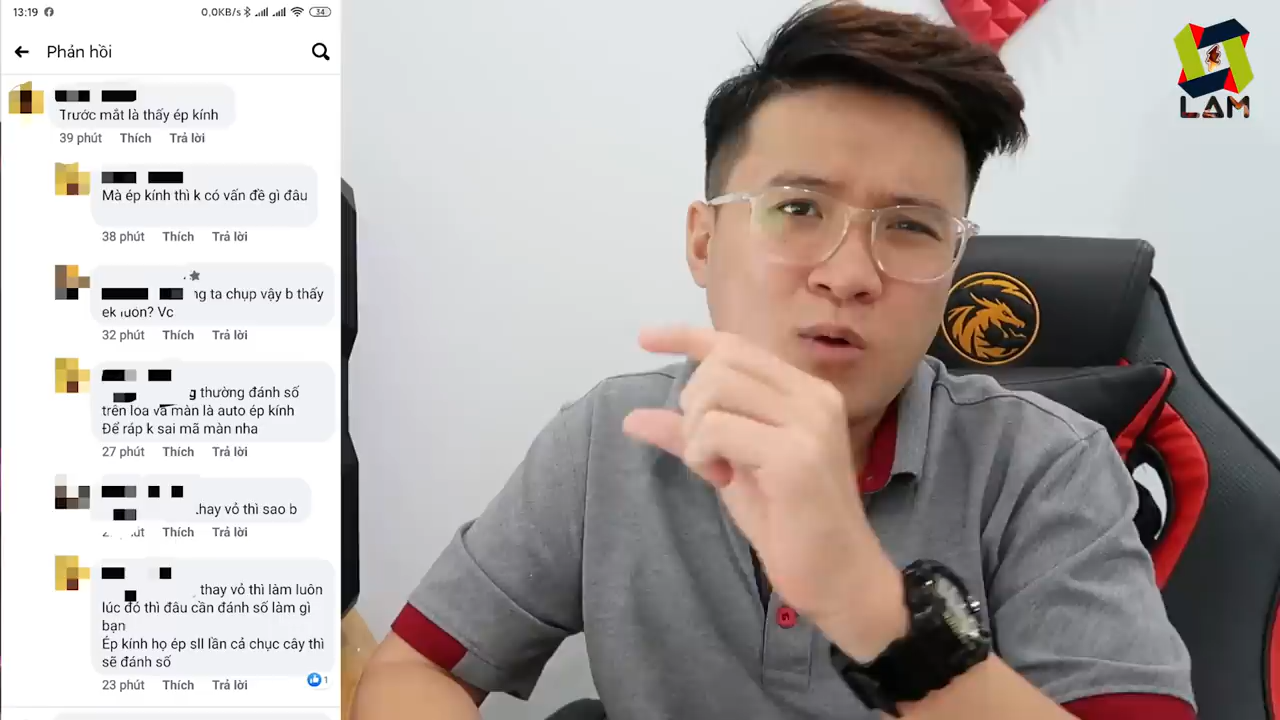 13:19
0,0KB/s
34
Phản hồi
Trước mắt là thấy ép kính
39 phút Thích Trả lời
Mà ép kính thì k có vấn đề gì đâu
38 phút Thích Trả lời
ng ta chụp vậy b thấy
ek luôn? Vc
32 phút Thích Trả lời
g thường đánh số
trên loa và màn là auto ép kính
Để ráp k sai mã màn nha
27 phút Thích Trả lời
thay vỏ thì sao b
Thích Trả lời
thay vỏ thì làm luôn
lúc đó thì đâu cần đánh số làm gì
bạn
Ép kính họ ép sll lần cả chục cây thì
sẽ đánh số
23 phút Thích Trả lời
1
LAM